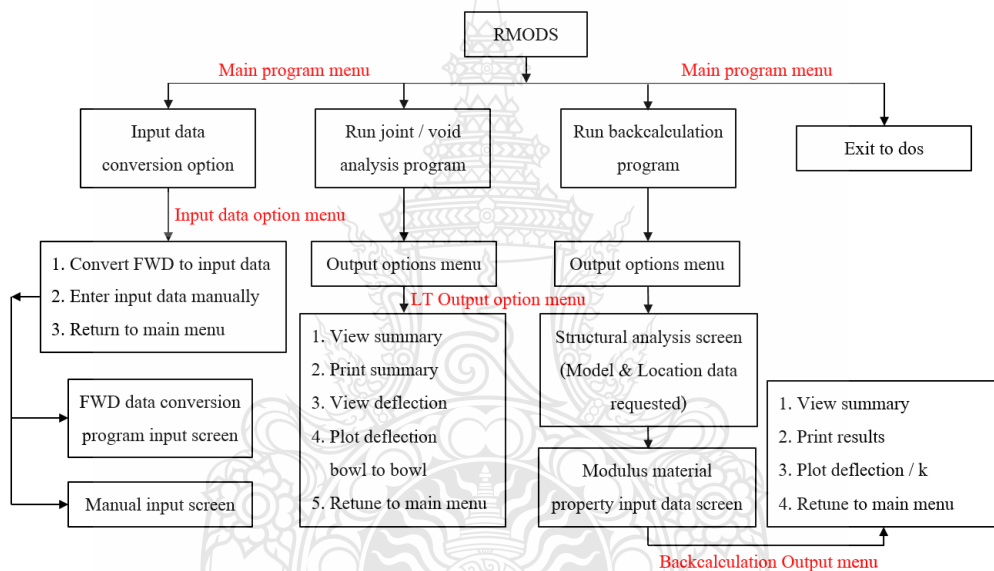 RMODS
Main program menu
Main program menu
Input data
conversion option
Run joint / void
analysis program
Run backcalculation
program
Exit to dos
Input data option menu
1. Convert FWD to input data
2. Enter input data manually
3. Return to main menu
Output options menu
Output options menu
LT Output option menu
1. View summary
2. Print summary
3. View deflection
4. Plot deflection
bowl to bowl
5. Retune to main menu
Structural analysis screen
(Model & Location data
requested)
FWD data conversion
program input screen
Manual input screen
Modulus material
property input data screen
1. View summary
2. Print results
3. Plot deflection / k
4. Retune to main menu
Backcalculation Output menu